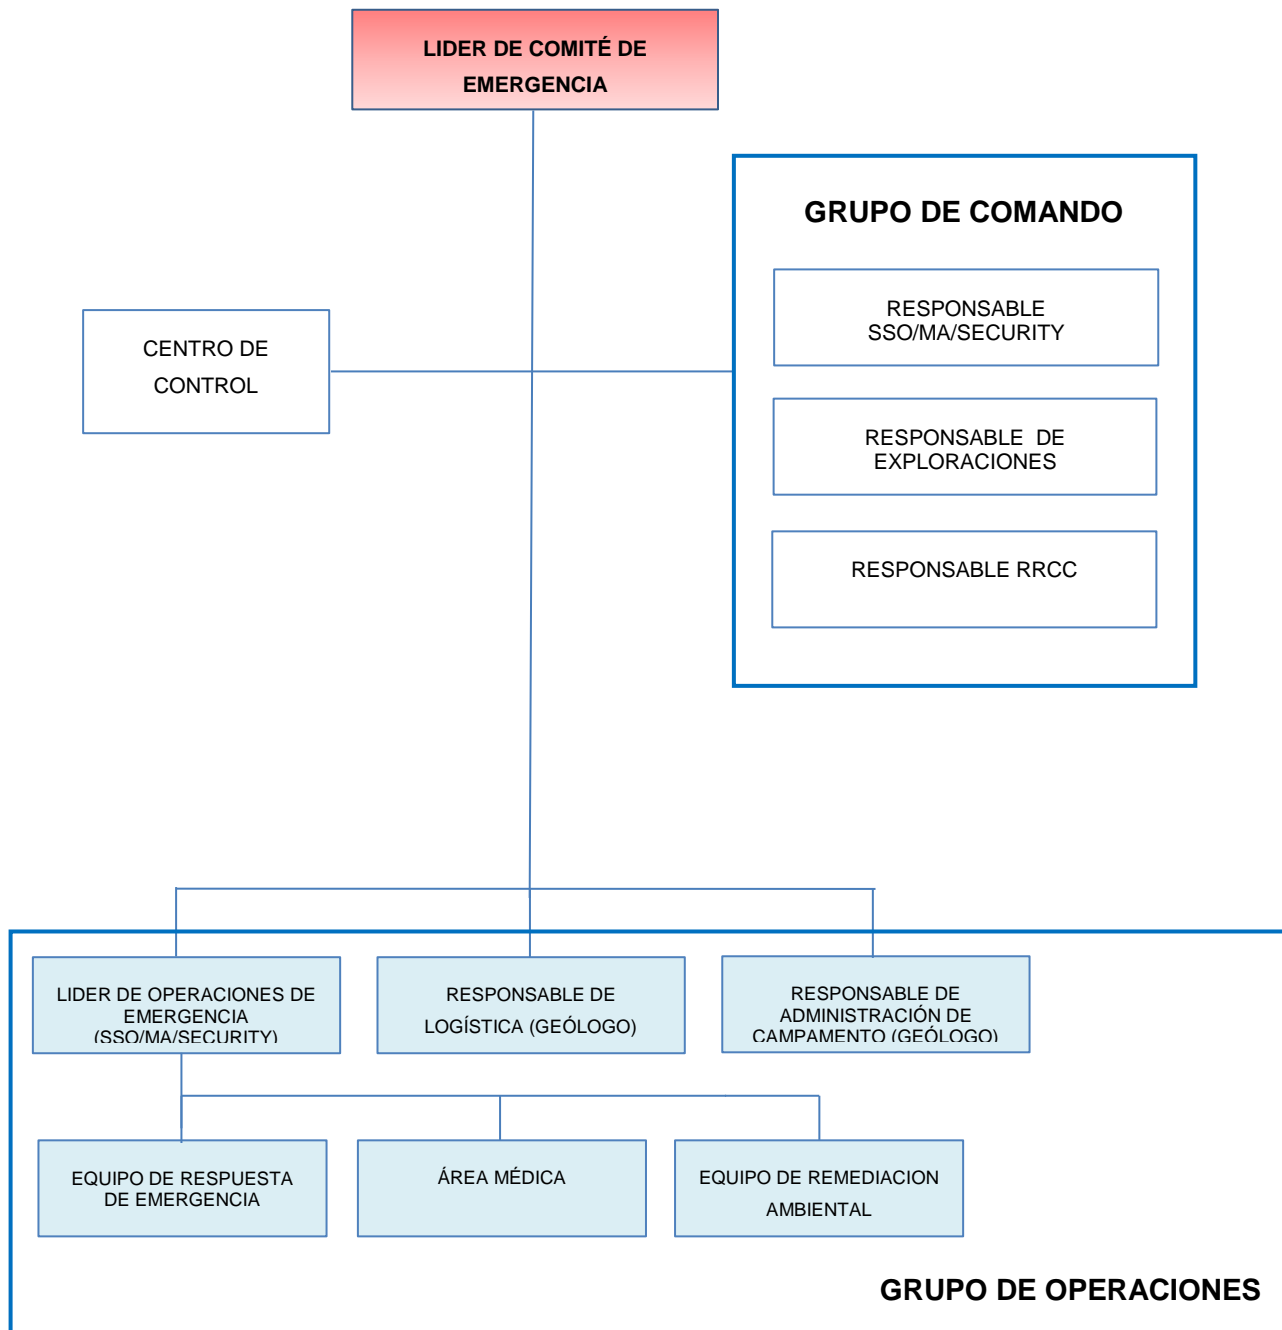 LIDER DE COMITÉ DE
EMERGENCIA
GRUPO DE COMANDO
RESPONSABLE
SSO/MA/SECURITY
CENTRO DE
CONTROL
RESPONSABLE DE
EXPLORACIONES
RESPONSABLE RRCC
LIDER DE OPERACIONES DE
EMERGENCIA
(SSO/MA/SECURITY)
RESPONSABLE DE
LOGÍSTICA (GEÓLOGO)
RESPONSABLE DE
ADMINISTRACIÓN DE
CAMPAMENTO (GEÓLOGO)
EQUIPO DE RESPUESTA
DE EMERGENCIA
ÁREA MÉDICA
EQUIPO DE REMEDIACION
AMBIENTAL
GRUPO DE OPERACIONES